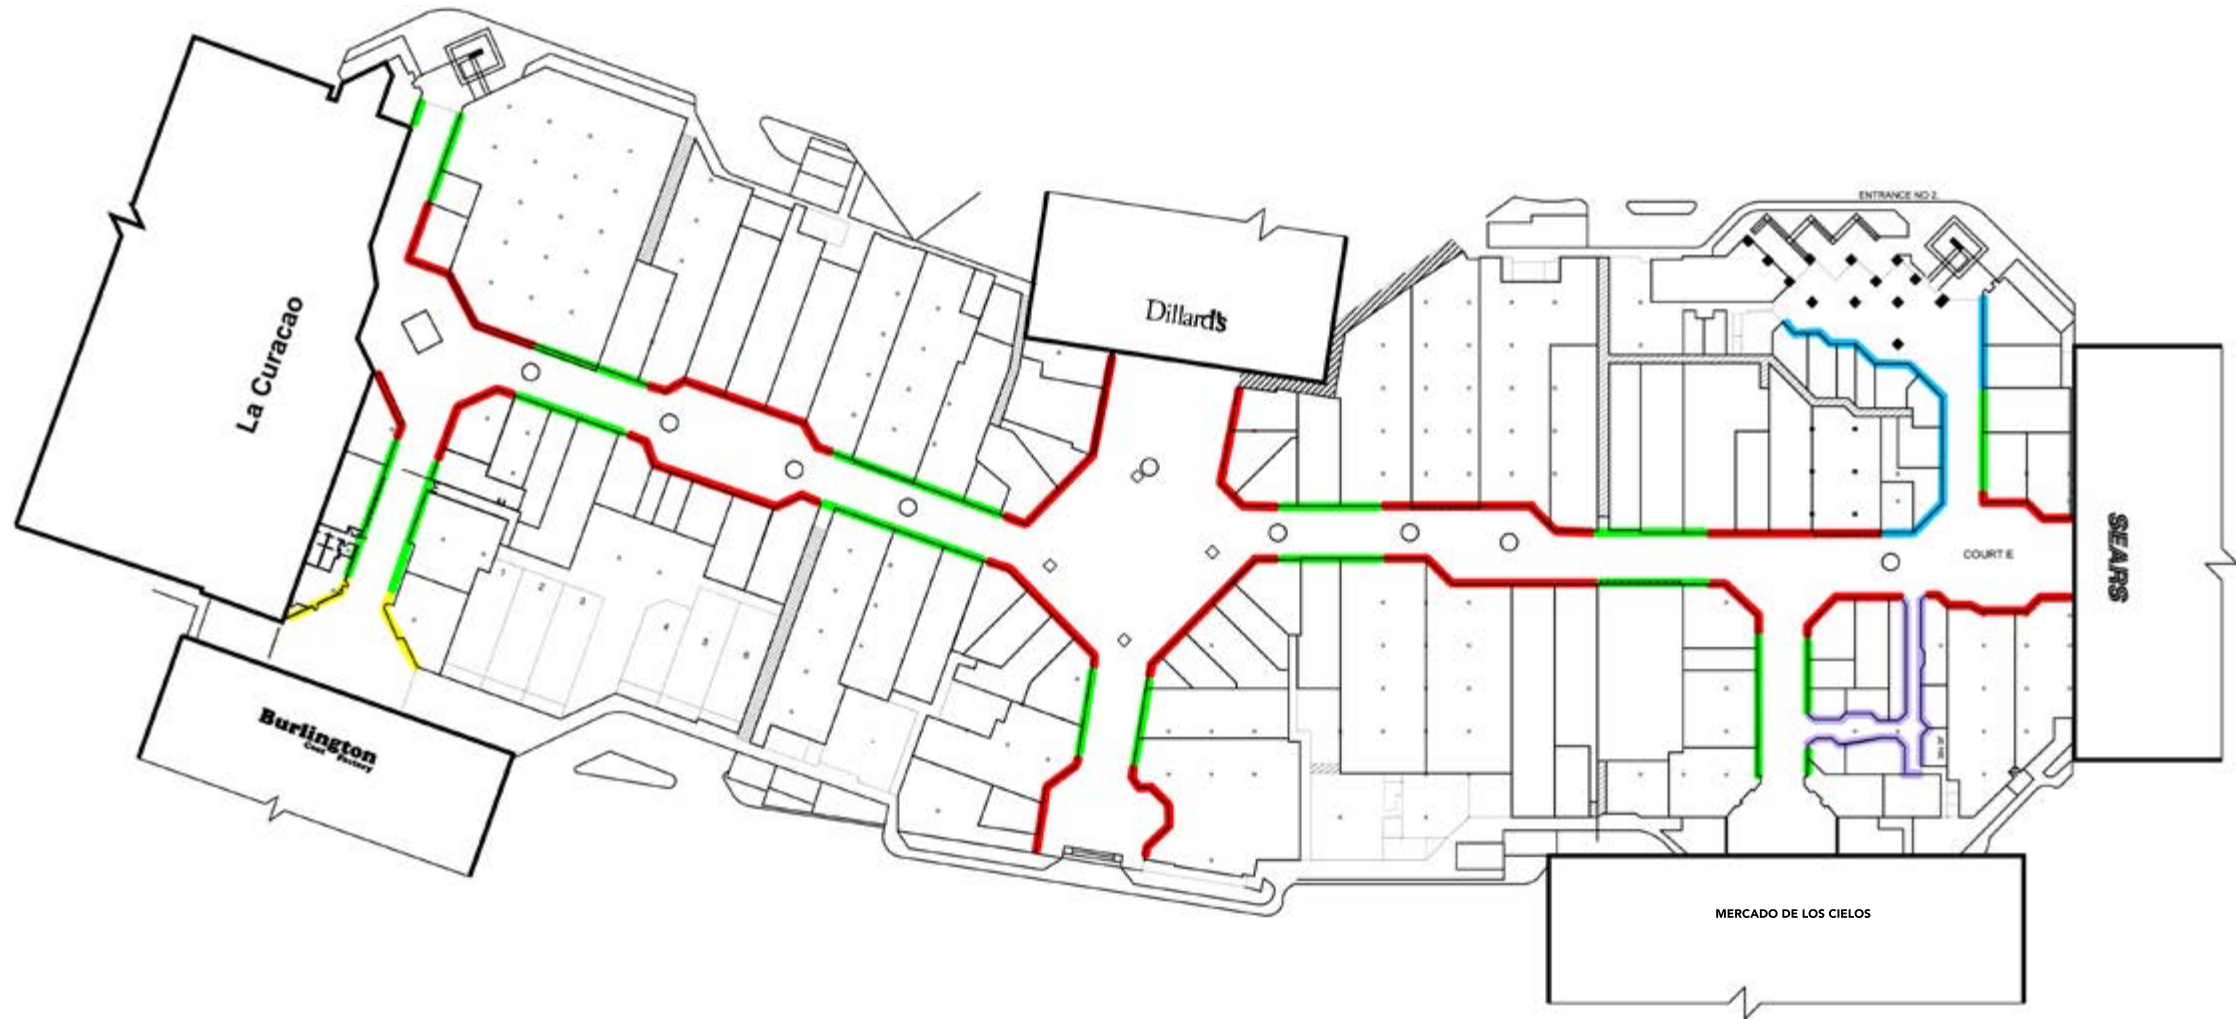 ENTRANCE NO 2.
Dillard's
La Curacao
SEARS
COURT E
1
2
3
4
5
6
Burlington
Coat
Factory
MERCADO DE LOS CIELOS